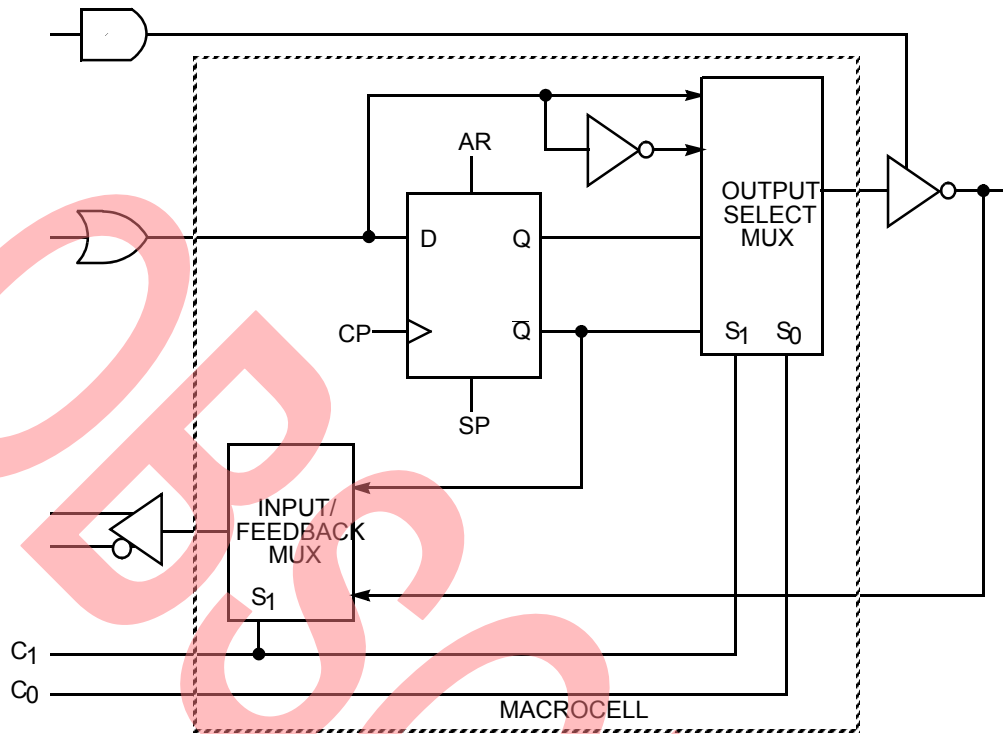 AR
OUTPUT
SELECT
MUX
D
Q
CP
Q̅
S1 S0
SP
INPUT/
FEEDBACK
MUX
S1
C1
C0
MACROCELL